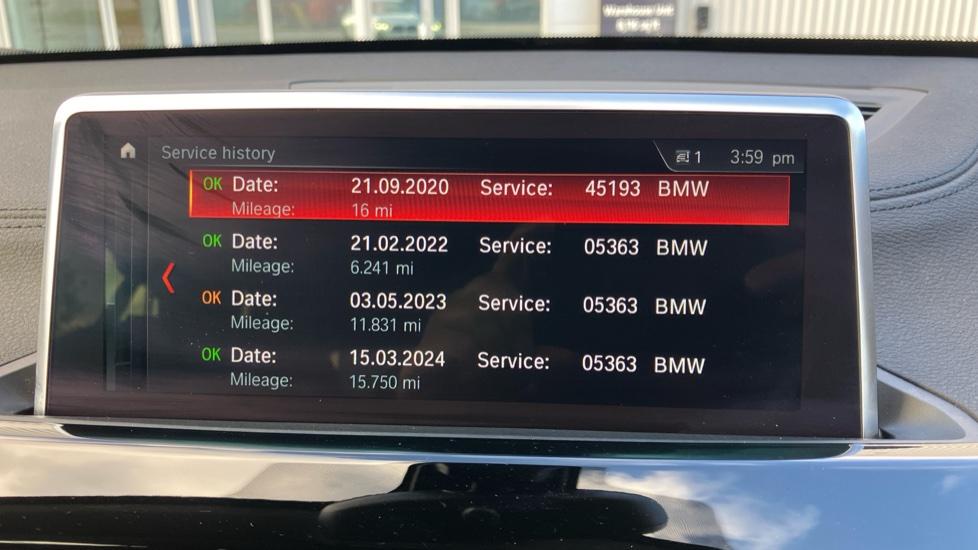 Warehouse Unit
Service history
1 3:59 pm
OK Date: 21.09.2020 Service: 45193 BMW
Mileage: 16 mi
OK Date: 21.02.2022 Service: 05363 BMW
Mileage: 6.241 mi
OK Date: 03.05.2023 Service: 05363 BMW
Mileage: 11.831 mi
OK Date: 15.03.2024 Service: 05363 BMW
Mileage: 15.750 mi